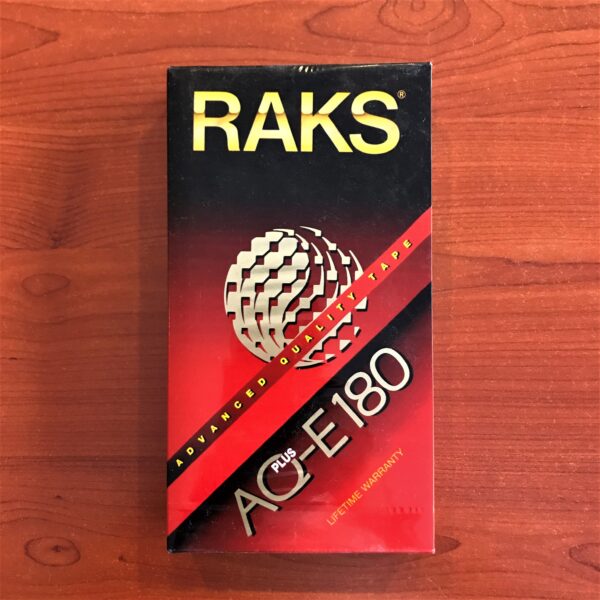 RAKS®
ADVANCED QUALITY TAPE
PLUS
AQ-E180
LIFETIME WARRANTY